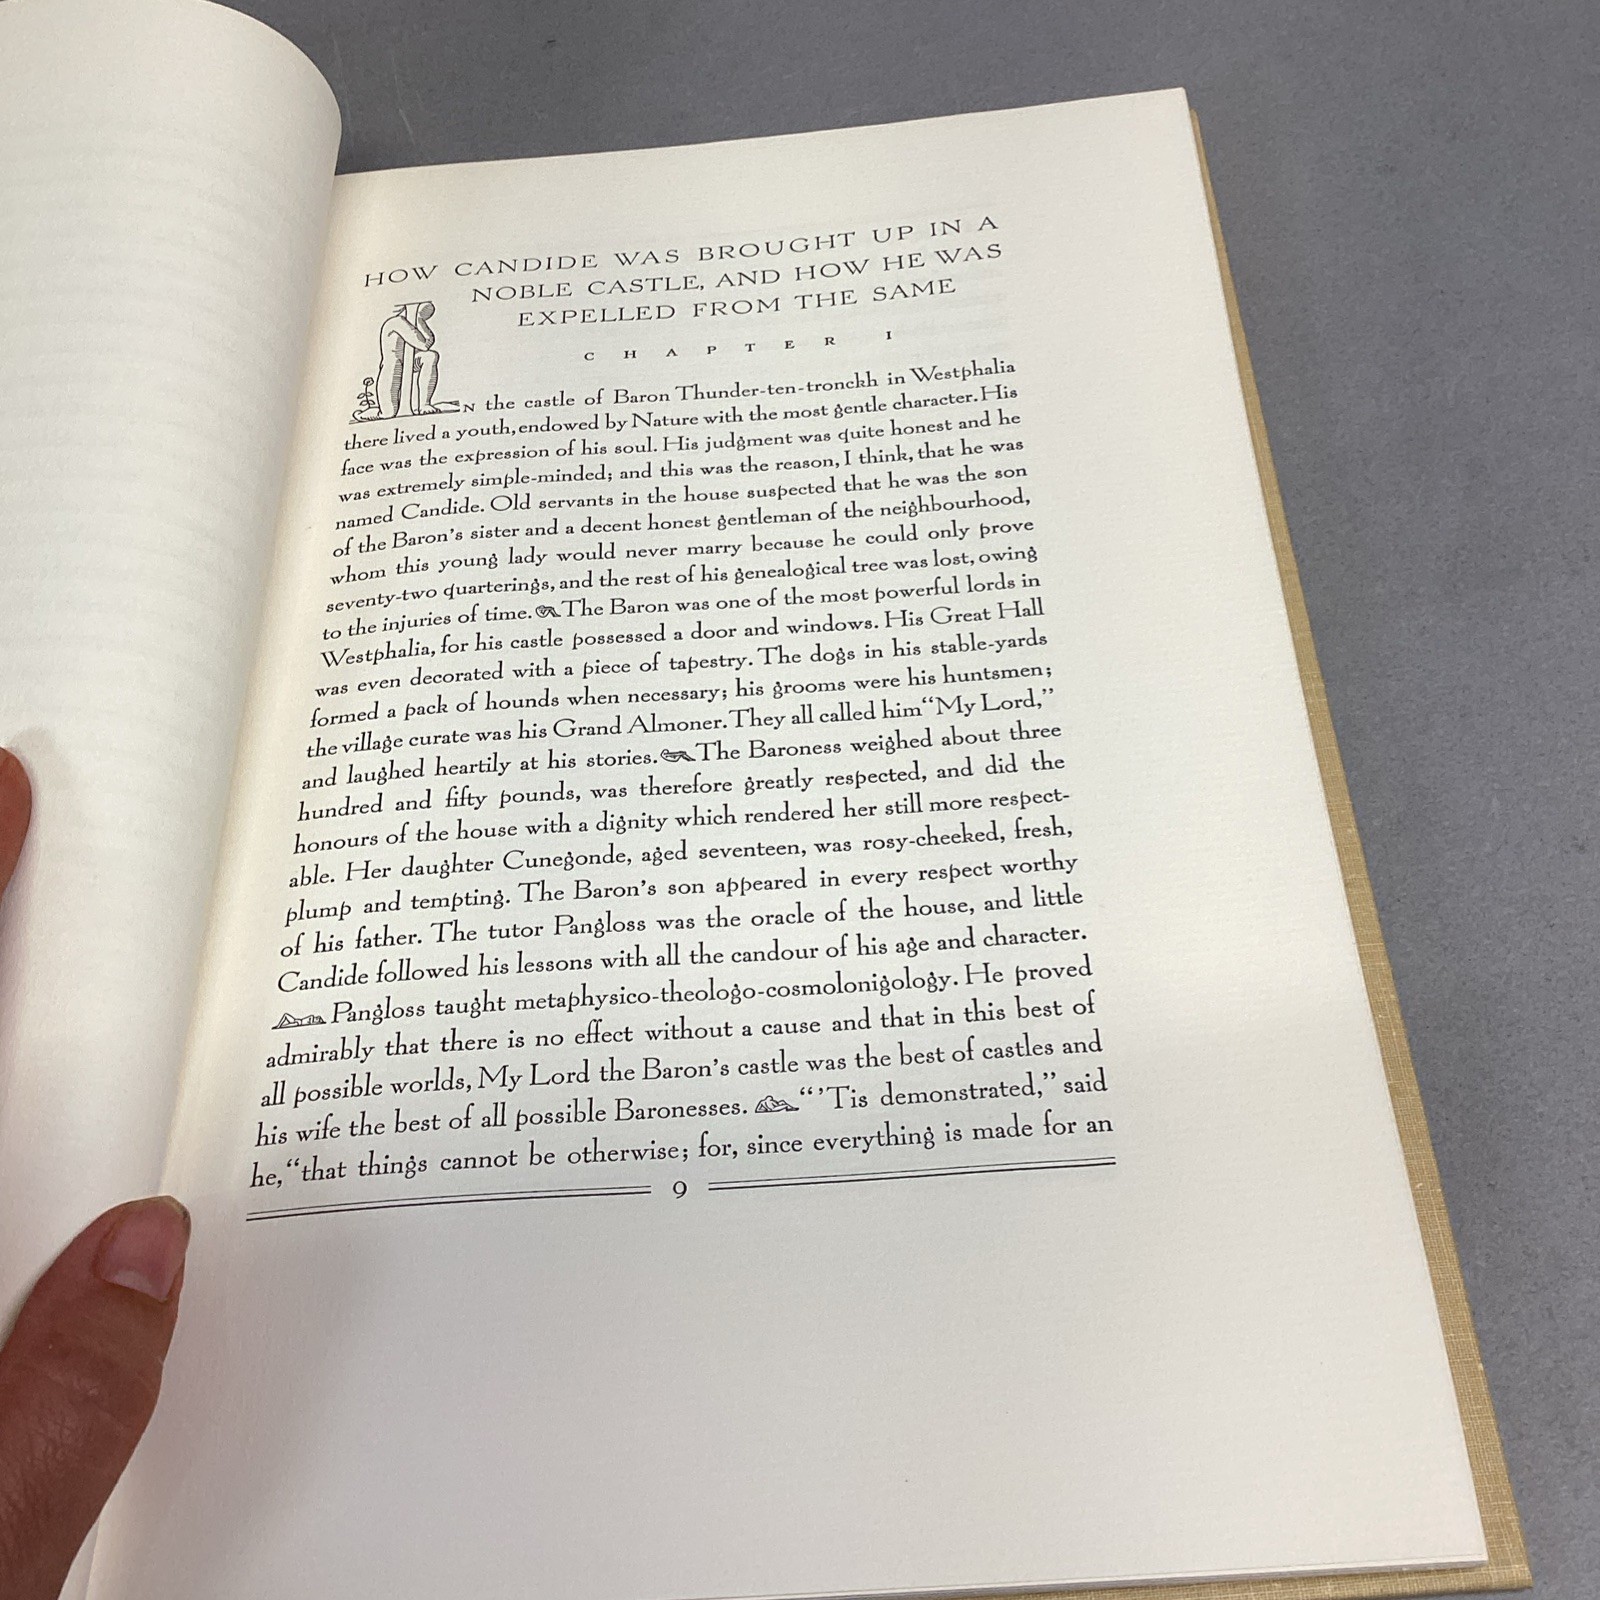 HOW CANDIDE WAS BROUGHT UP IN A
NOBLE CASTLE, AND HOW HE WAS
EXPELLED FROM THE SAME
CHAPTER I
IN the castle of Baron Thunder-ten-tronckh in Westphalia
there lived a youth, endowed by Nature with the most gentle character. His
face was the expression of his soul. His judgment was quite honest and he
was extremely simple-minded; and this was the reason, I think, that he was
named Candide. Old servants in the house suspected that he was the son
of the Baron's sister and a decent honest gentleman of the neighbourhood,
whom this young lady would never marry because he could only prove
seventy-two quarterings, and the rest of his genealogical tree was lost, owing
to the injuries of time. The Baron was one of the most powerful lords in
Westphalia, for his castle possessed a door and windows. His Great Hall
was even decorated with a piece of tapestry. The dogs in his stable-yards
formed a pack of hounds when necessary; his grooms were his huntsmen;
the village curate was his Grand Almoner. They all called him "My Lord,"
and laughed heartily at his stories. The Baroness weighed about three
hundred and fifty pounds, was therefore greatly respected, and did the
honours of the house with a dignity which rendered her still more respect-
able. Her daughter Cunegonde, aged seventeen, was rosy-cheeked, fresh,
plump and tempting. The Baron's son appeared in every respect worthy
of his father. The tutor Pangloss was the oracle of the house, and little
Candide followed his lessons with all the candour of his age and character.
Pangloss taught metaphysico-theologo-cosmolonigology. He proved
admirably that there is no effect without a cause and that in this best of
all possible worlds, My Lord the Baron's castle was the best of castles and
his wife the best of all possible Baronesses. "'Tis demonstrated," said
he, "that things cannot be otherwise; for, since everything is made for an
9